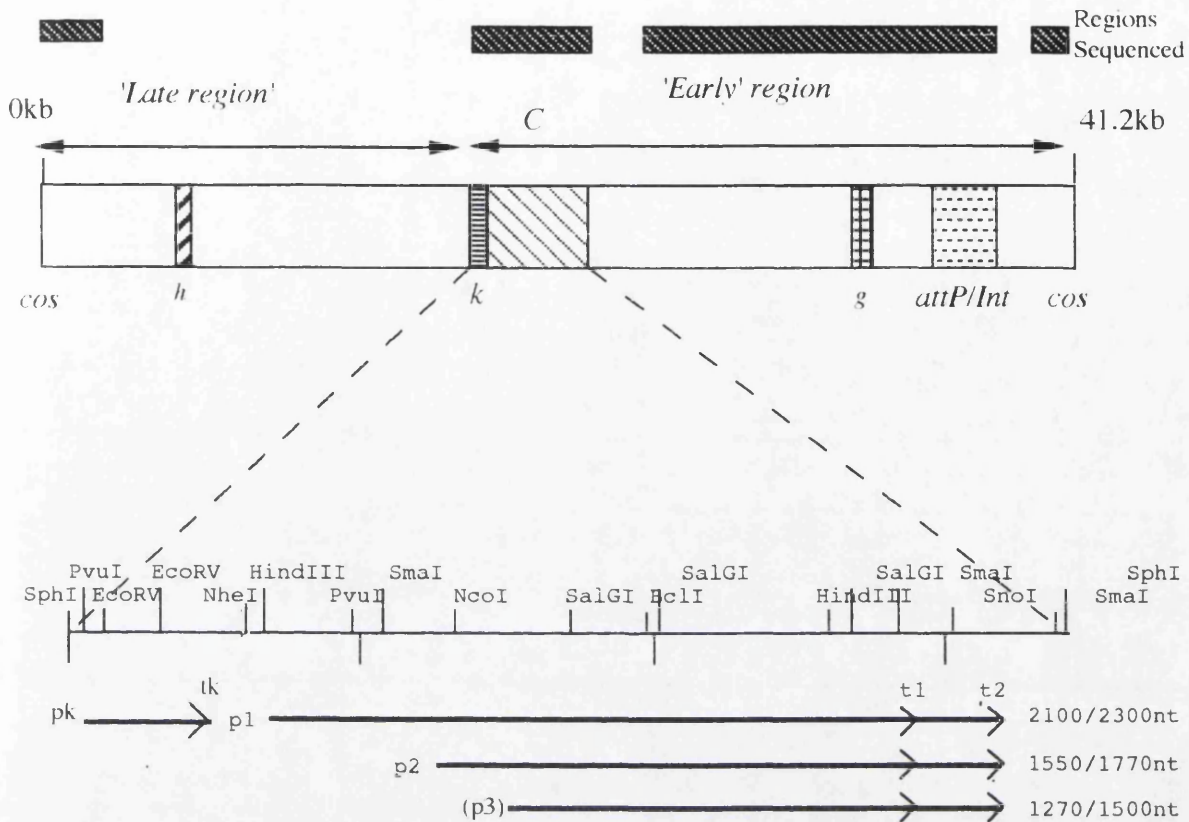 Regions
Sequenced
'Late region' 'Early' region
0kb C 41.2kb
cos h k g attP/Int cos
PvuI EcoRV HindIII SmaI SalGI SalGI SmaI SphI
SphI EcoRV NheI PvuI NcoI SalGI BclI HindIII SnoI SmaI
tk t1 t2
pk p1 2100/2300nt
p2 1550/1770nt
(p3) 1270/1500nt